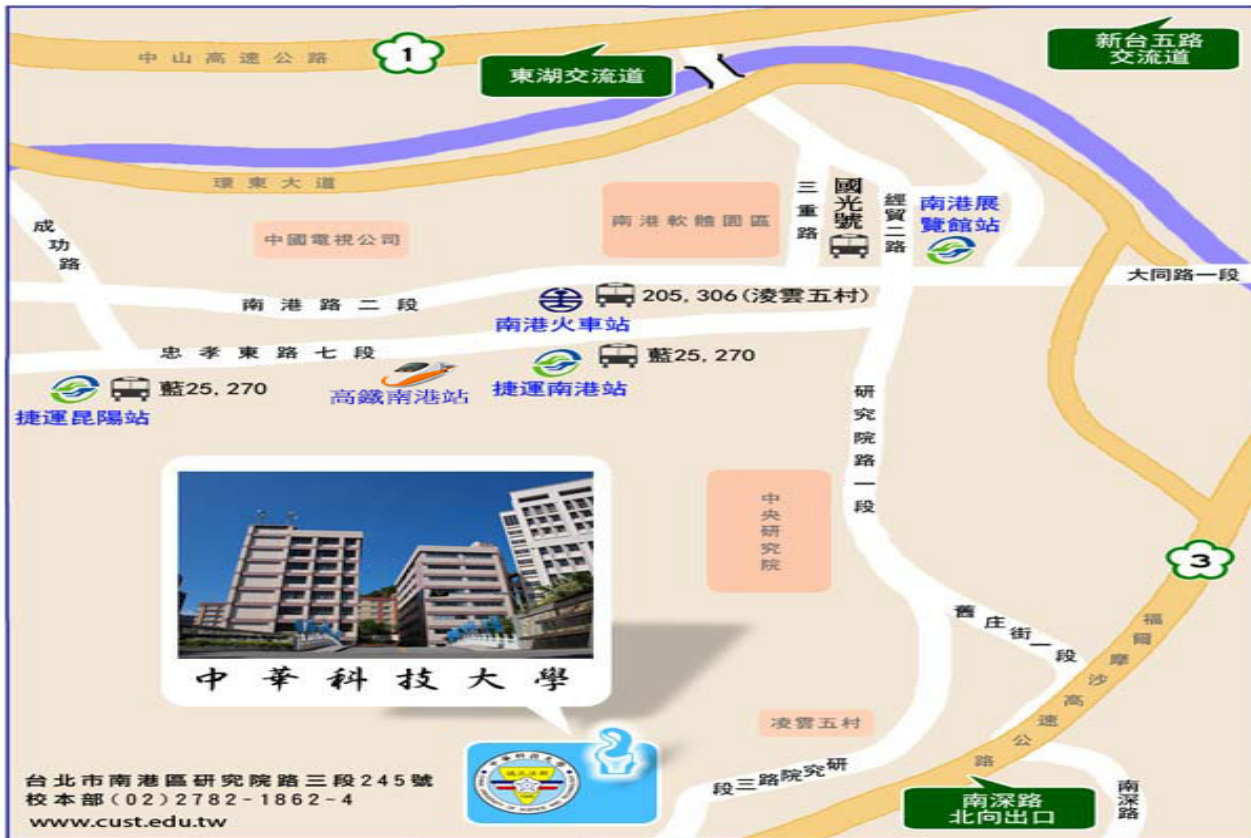 中山高速公路
1
東湖交流道
新台五路
交流道
環東大道
成功路
中國電視公司
南港軟體園區
三重路
國光號
經貿二路
南港展
覽館站
大同路一段
南港路二段
205, 306 (淩雲五村)
南港火車站
忠孝東路七段
藍25, 270
捷運昆陽站
高鐵南港站
藍25, 270
捷運南港站
研究院路一段
中央研究院
3
舊庄街一段
福爾摩沙高速公路
中華科技大學
凌雲五村
研究院路三段
南深路
北向出口
南深路
台北市南港區研究院路三段245號
校本部(02)2782-1862~4
www.cust.edu.tw